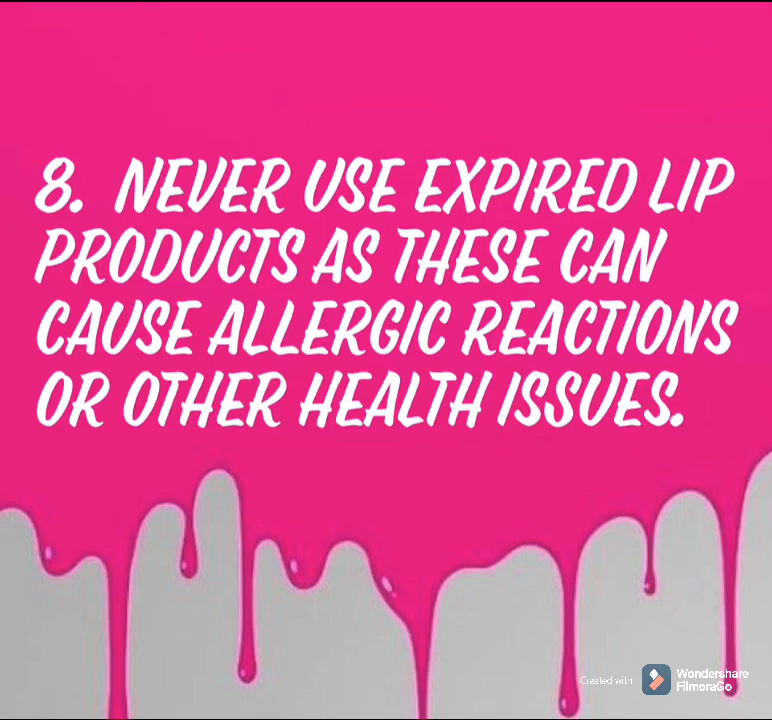 8. NEVER USE EXPIRED LIP
PRODUCTS AS THESE CAN
CAUSE ALLERGIC REACTIONS
OR OTHER HEALTH ISSUES.
Created with Wondershare
FilmoraGo